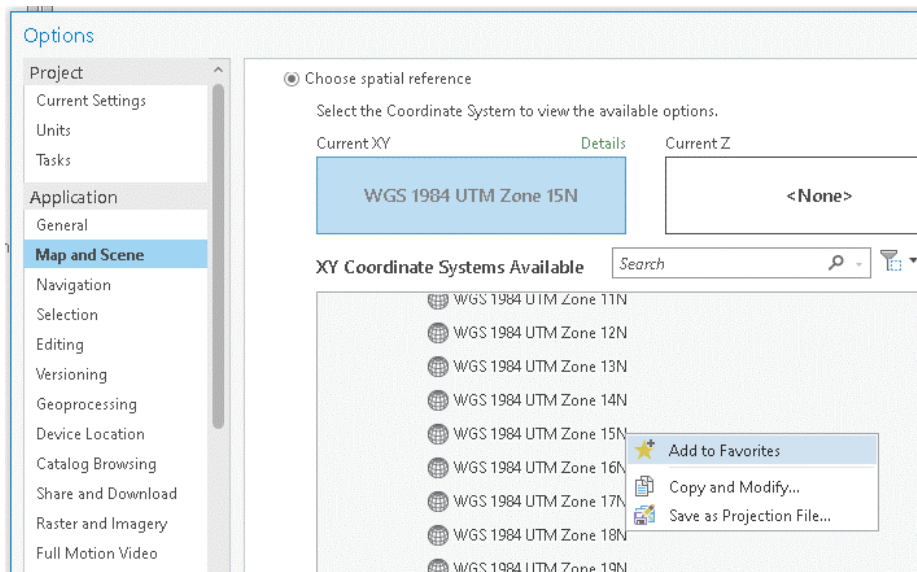 Options
Project
Current Settings
Units
Tasks
Application
General
Map and Scene
Navigation
Selection
Editing
Versioning
Geoprocessing
Device Location
Catalog Browsing
Share and Download
Raster and Imagery
Full Motion Video
Choose spatial reference
Select the Coordinate System to view the available options.
Current XY Details Current Z
WGS 1984 UTM Zone 15N <None>
XY Coordinate Systems Available Search
WGS 1984 UTM Zone 11N
WGS 1984 UTM Zone 12N
WGS 1984 UTM Zone 13N
WGS 1984 UTM Zone 14N
WGS 1984 UTM Zone 15N
WGS 1984 UTM Zone 16N
WGS 1984 UTM Zone 17N
WGS 1984 UTM Zone 18N
WGS 1984 UTM Zone 19N
Add to Favorites
Copy and Modify...
Save as Projection File...